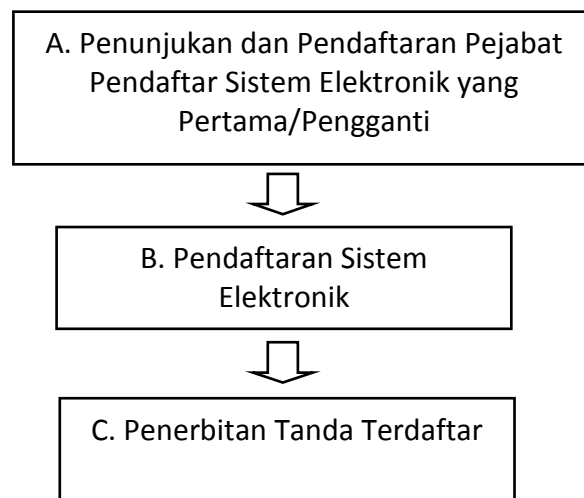 A. Penunjukan dan Pendaftaran Pejabat
Pendaftar Sistem Elektronik yang
Pertama/Pengganti
B. Pendaftaran Sistem
Elektronik
C. Penerbitan Tanda Terdaftar